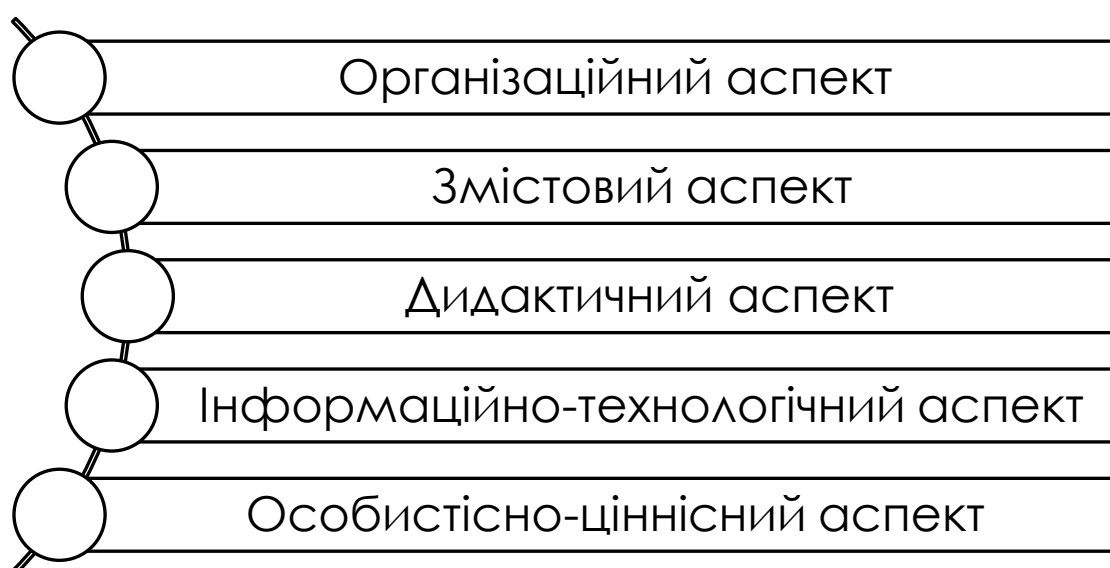 Організаційний аспект
Змістовий аспект
Дидактичний аспект
Інформаційно-технологічний аспект
Особистісно-ціннісний аспект